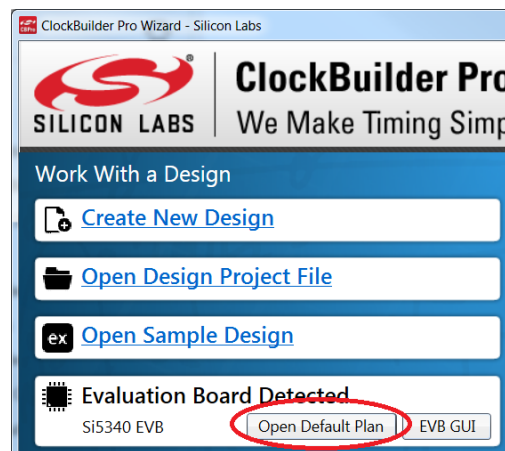 ClockBuilder Pro Wizard - Silicon Labs
SILICON LABS
ClockBuilder Pro
We Make Timing Simp
Work With a Design
Create New Design
Open Design Project File
ex Open Sample Design
Evaluation Board Detected
Si5340 EVB Open Default Plan EVB GUI